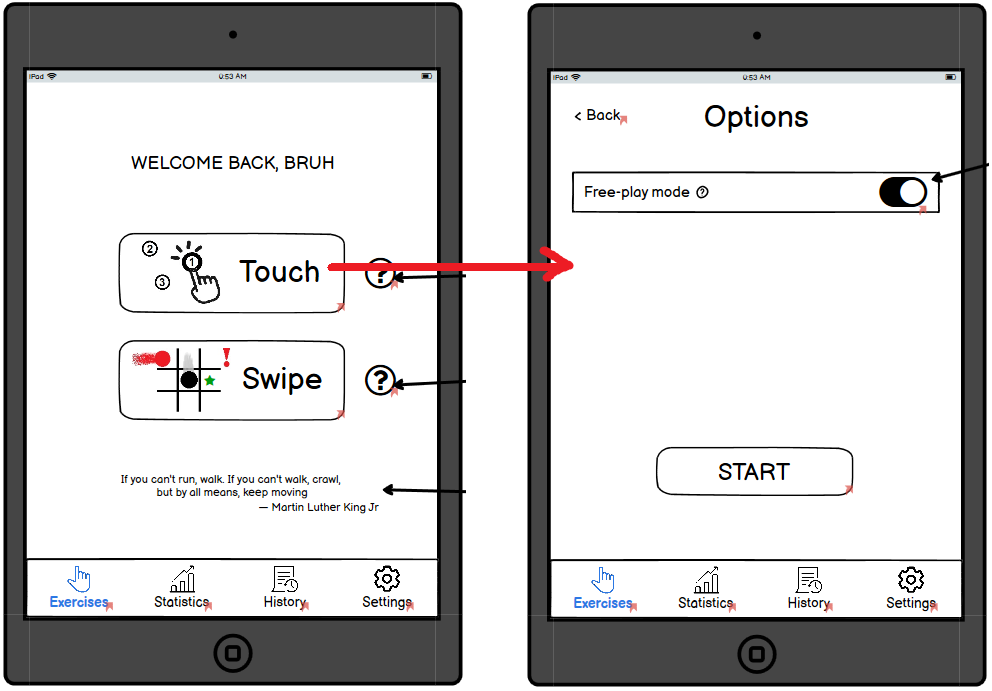 iPad
0:53 AM
WELCOME BACK, BRUH
2
1
3
Touch
?
!
Swipe
?
If you can't run, walk. If you can't walk, crawl,
but by all means, keep moving
— Martin Luther King Jr
Exercises
Statistics
History
Settings
iPad
0:53 AM
< Back
Options
Free-play mode ?
START
Exercises
Statistics
History
Settings